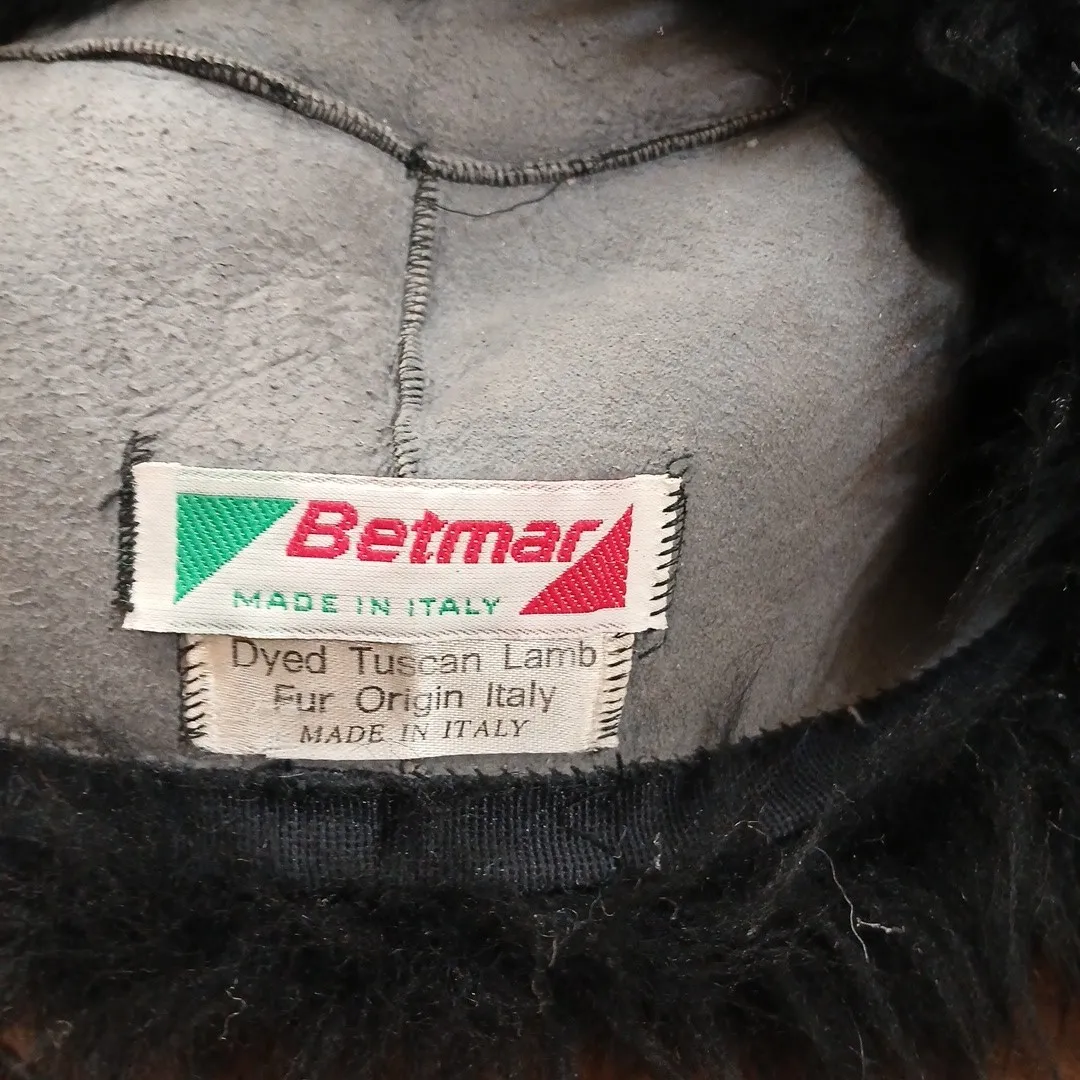 Betmar
MADE IN ITALY
Dyed Tuscan Lamb
Fur Origin Italy
MADE IN ITALY